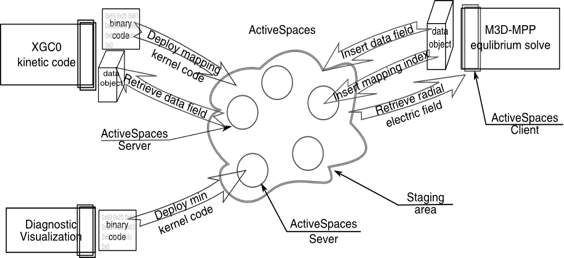 XGC0
kinetic code
binary
code
data
object
Deploy mapping
kernel code
Retrieve data field
ActiveSpaces
Server
ActiveSpaces
Insert data field
Insert mapping index
Retrieve radial
electric field
data
object
M3D-MPP
equlibrium solve
ActiveSpaces
Client
Diagnostic
Visualization
binary
code
Deploy min
kernel code
ActiveSpaces
Sever
Staging
area